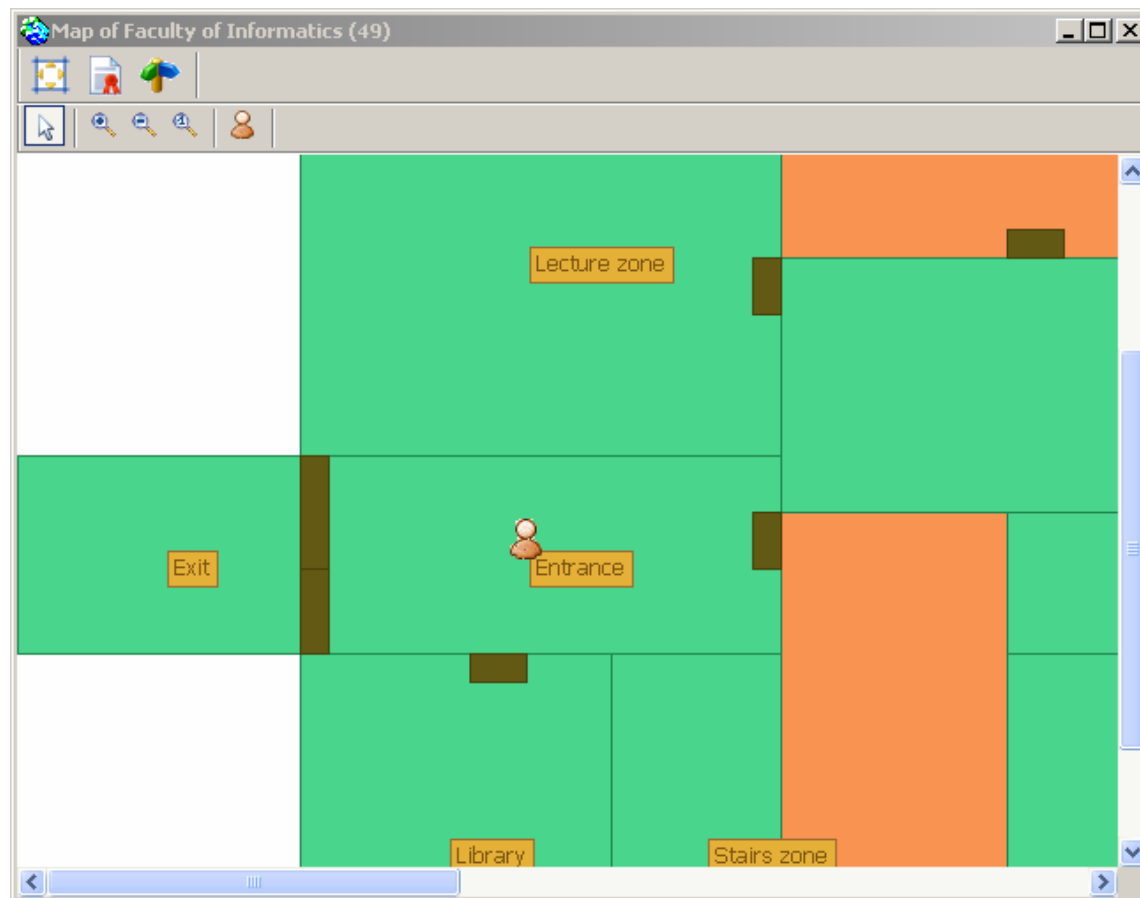 Map of Faculty of Informatics (49)
Lecture zone
Exit
Entrance
Library
Stairs zone